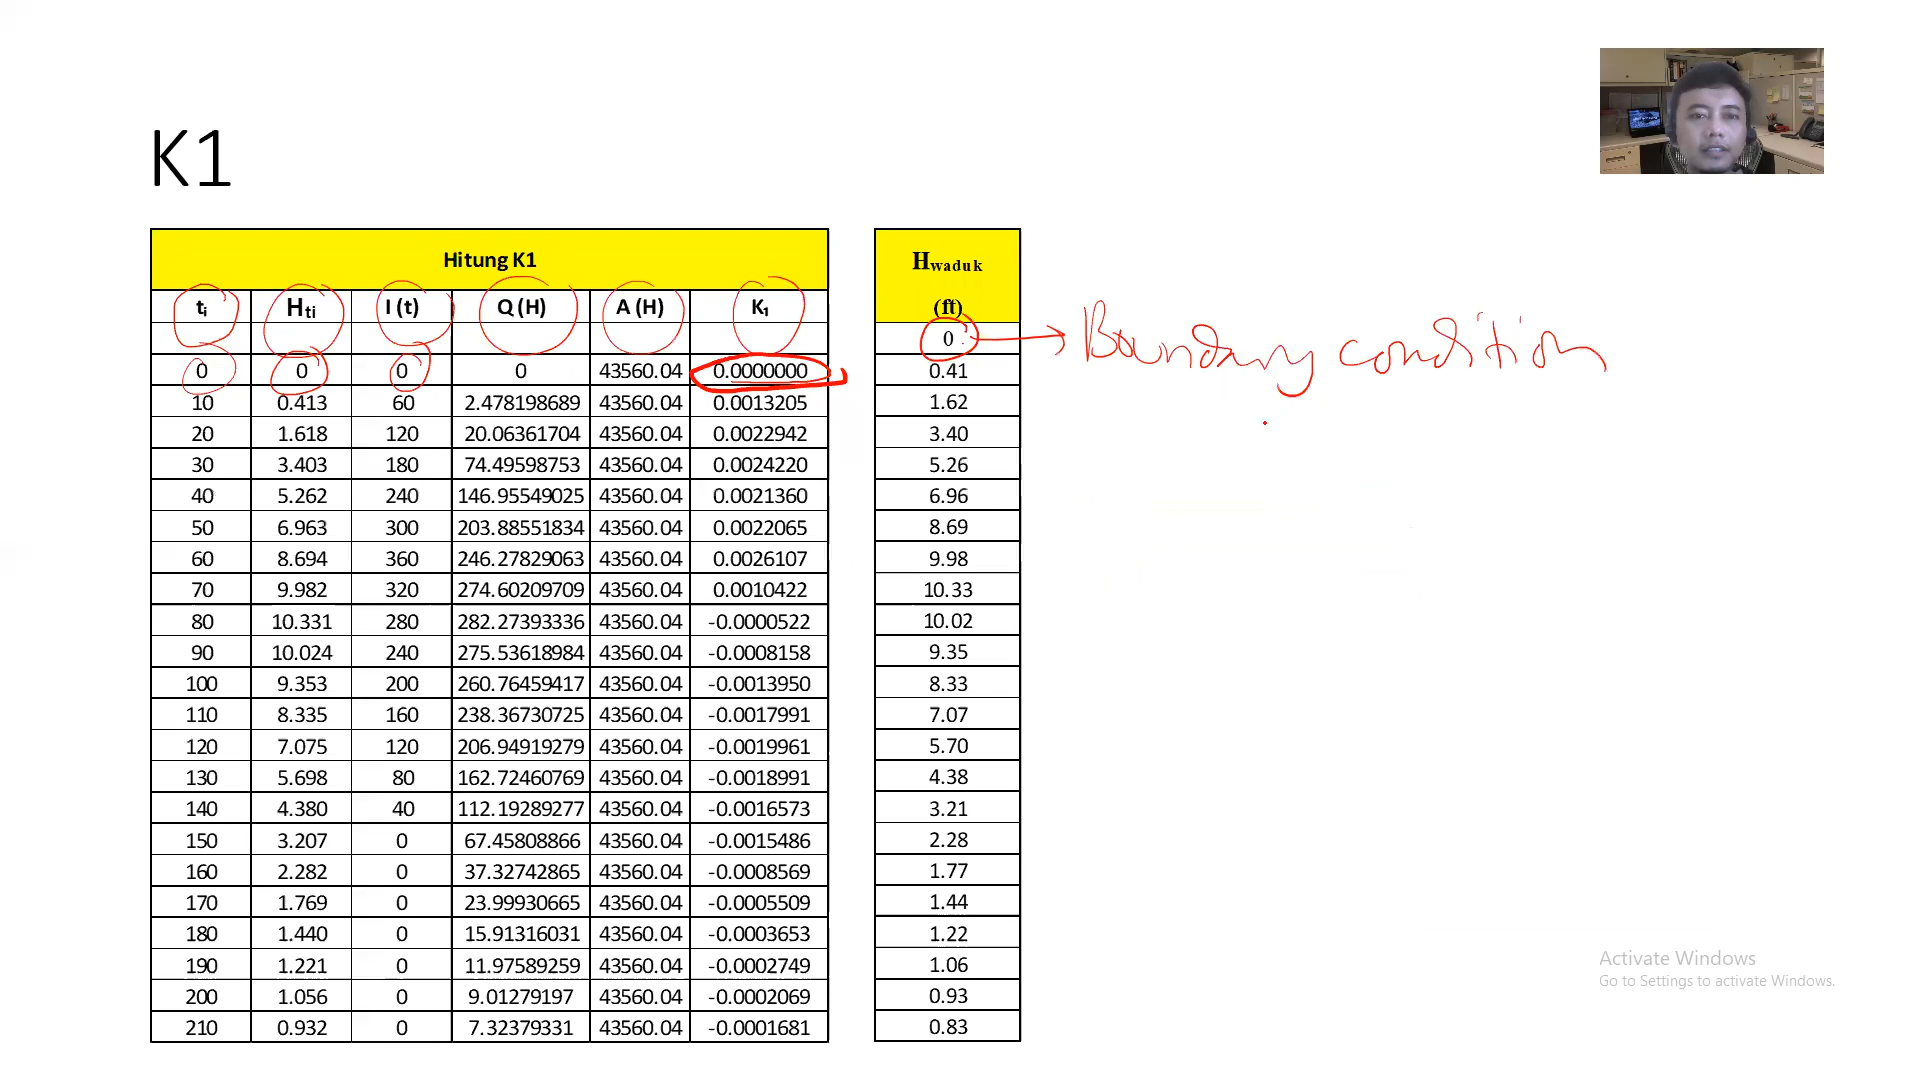 K1
Hitung K1
ti Hti I (t) Q (H) A (H) K1
0 0 0 0 43560.04 0.0000000
10 0.413 60 2.478198689 43560.04 0.0013205
20 1.618 120 20.06361704 43560.04 0.0022942
30 3.403 180 74.49598753 43560.04 0.0024220
40 5.262 240 146.95549025 43560.04 0.0021360
50 6.963 300 203.88551834 43560.04 0.0022065
60 8.694 360 246.27829063 43560.04 0.0026107
70 9.982 320 274.60209709 43560.04 0.0010422
80 10.331 280 282.27393336 43560.04 -0.0000522
90 10.024 240 275.53618984 43560.04 -0.0008158
100 9.353 200 260.76459417 43560.04 -0.0013950
110 8.335 160 238.36730725 43560.04 -0.0017991
120 7.075 120 206.94919279 43560.04 -0.0019961
130 5.698 80 162.72460769 43560.04 -0.0018991
140 4.380 40 112.19289277 43560.04 -0.0016573
150 3.207 0 67.45808866 43560.04 -0.0015486
160 2.282 0 37.32742865 43560.04 -0.0008569
170 1.769 0 23.99930665 43560.04 -0.0005509
180 1.440 0 15.91316031 43560.04 -0.0003653
190 1.221 0 11.97589259 43560.04 -0.0002749
200 1.056 0 9.01279197 43560.04 -0.0002069
210 0.932 0 7.32379331 43560.04 -0.0001681
Hwaduk
(ft)
0
0.41
1.62
3.40
5.26
6.96
8.69
9.98
10.33
10.02
9.35
8.33
7.07
5.70
4.38
3.21
2.28
1.77
1.44
1.22
1.06
0.93
0.83
Boundary condition
Activate Windows
Go to Settings to activate Windows.